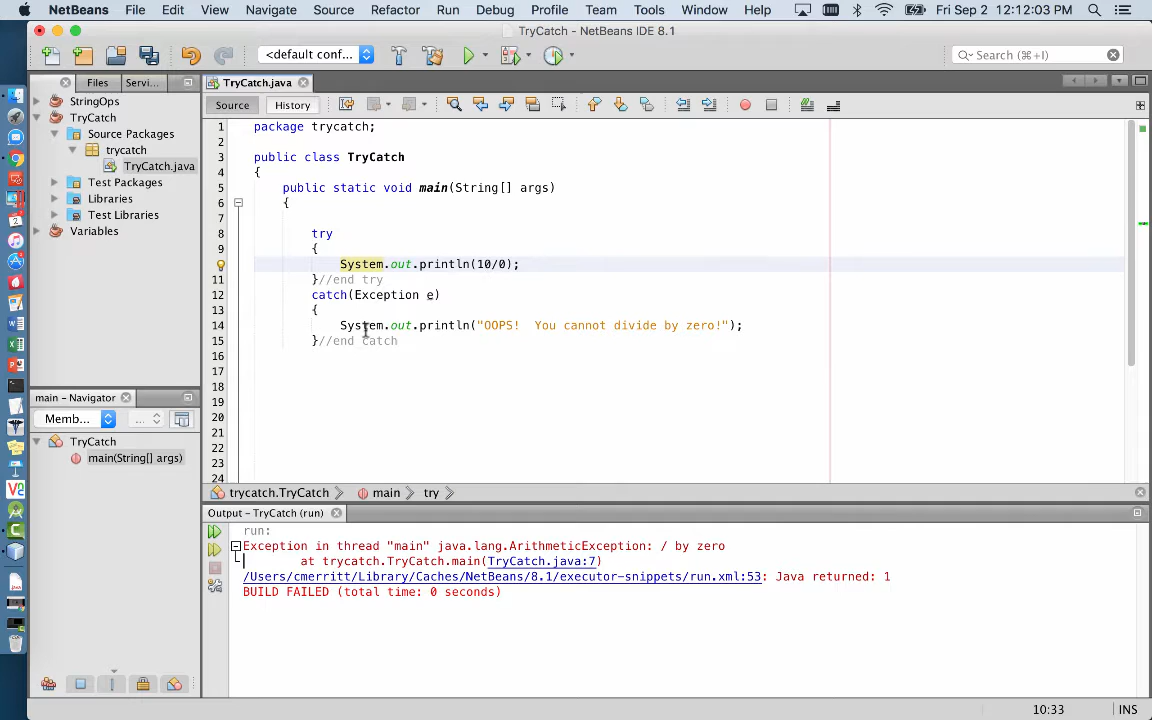 NetBeans File Edit View Navigate Source Refactor Run Debug Profile Team Tools Window Help Fri Sep 2 12:12:03 PM
TryCatch - NetBeans IDE 8.1
<default conf... Search (⌘+I)
Files Servi... TryCatch.java
Source History
StringOps
TryCatch
Source Packages
trycatch
TryCatch.java
Test Packages
Libraries
Test Libraries
Variables
1 package trycatch;
2
3 public class TryCatch
4 {
5 public static void main(String[] args)
6 {
7
8 try
9 {
System.out.println(10/0);
11 }//end try
12 catch(Exception e)
13 {
14 System.out.println("OOPS!  You cannot divide by zero!");
15 }//end catch
16
17
18
19
20
21
22
23
24
main - Navigator
Memb... ...
TryCatch
main(String[] args)
trycatch.TryCatch main try
Output - TryCatch (run)
run:
Exception in thread "main" java.lang.ArithmeticException: / by zero
at trycatch.TryCatch.main(TryCatch.java:7)
/Users/cmerritt/Library/Caches/NetBeans/8.1/executor-snippets/run.xml:53: Java returned: 1
BUILD FAILED (total time: 0 seconds)
10:33 INS